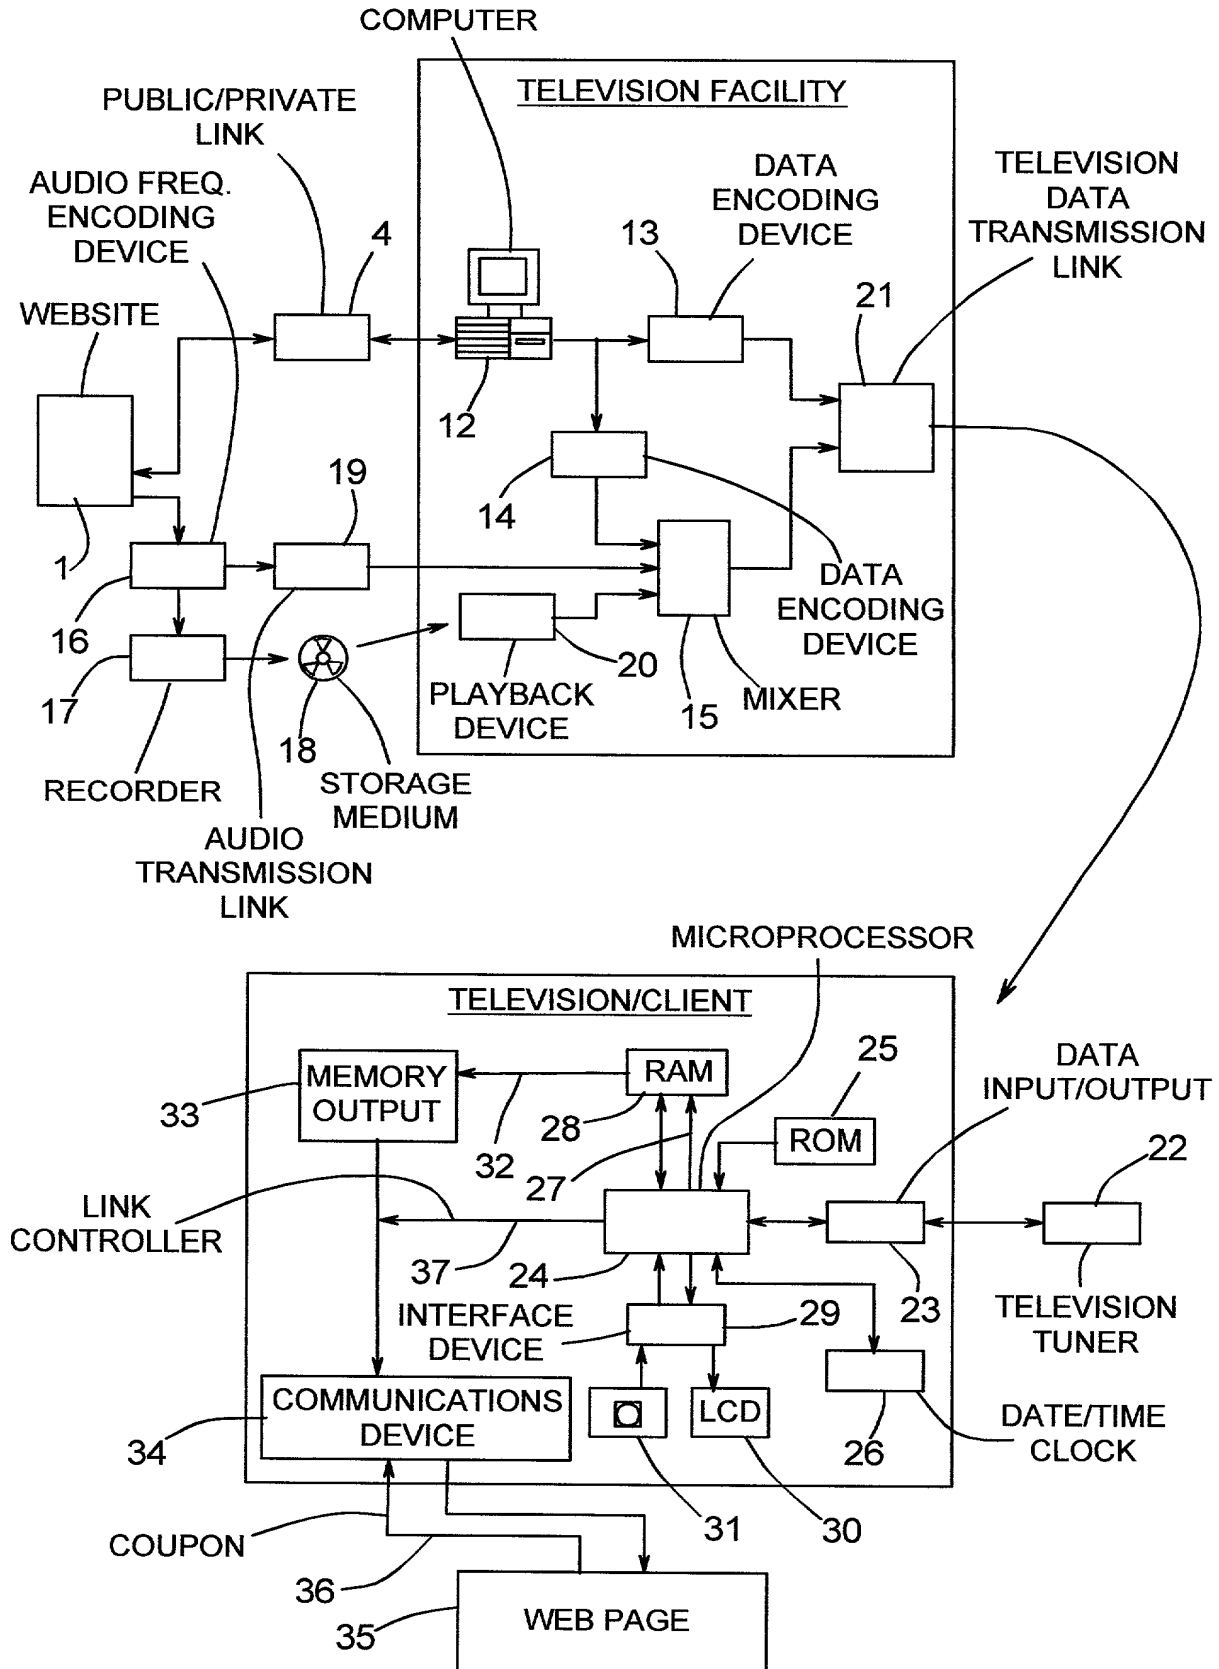 COMPUTER
TELEVISION FACILITY
PUBLIC/PRIVATE
LINK
AUDIO FREQ.
ENCODING
DEVICE
4
13
DATA
ENCODING
DEVICE
TELEVISION
DATA
TRANSMISSION
LINK
WEBSITE
21
12
1
19
14
16
DATA
ENCODING
DEVICE
17
18
20
PLAYBACK
DEVICE
15
MIXER
RECORDER
STORAGE
MEDIUM
AUDIO
TRANSMISSION
LINK
MICROPROCESSOR
TELEVISION/CLIENT
25
DATA
INPUT/OUTPUT
33
MEMORY
OUTPUT
RAM
32
28
27
ROM
22
LINK
CONTROLLER
37
24
23
INTERFACE
DEVICE
29
TELEVISION
TUNER
COMMUNICATIONS
DEVICE
34
LCD
26
DATE/TIME
CLOCK
31
30
COUPON
36
35
WEB PAGE